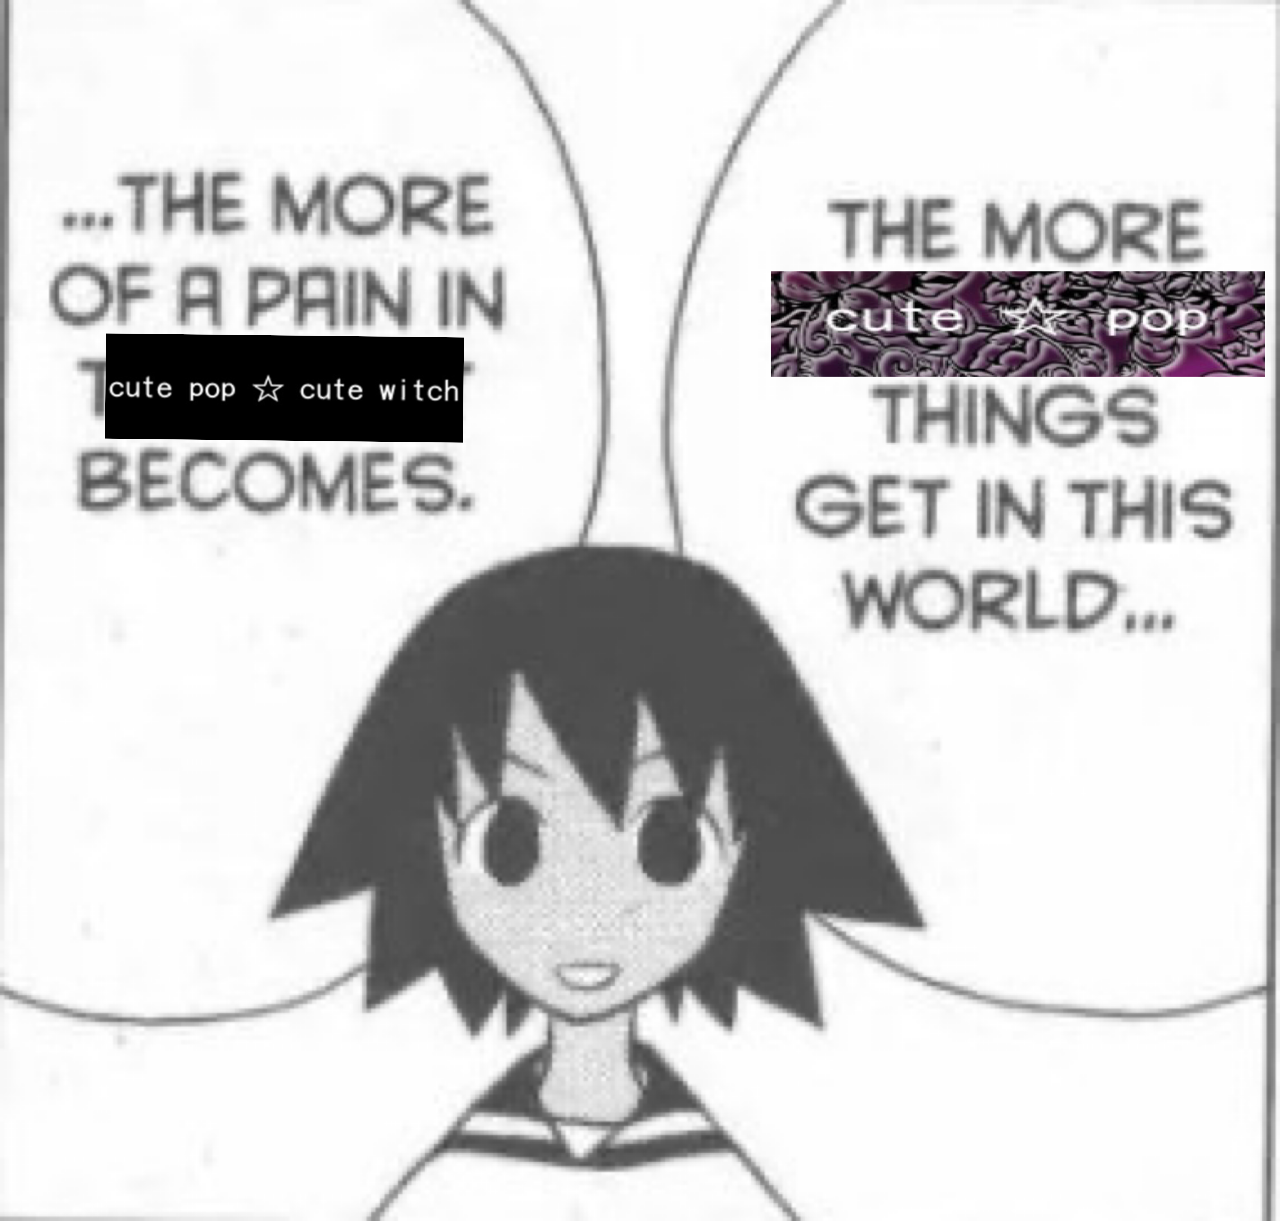 THE MORE
cute ☆ pop
THINGS
GET IN THIS
WORLD...
...THE MORE
OF A PAIN IN
cute pop ☆ cute witch
BECOMES.